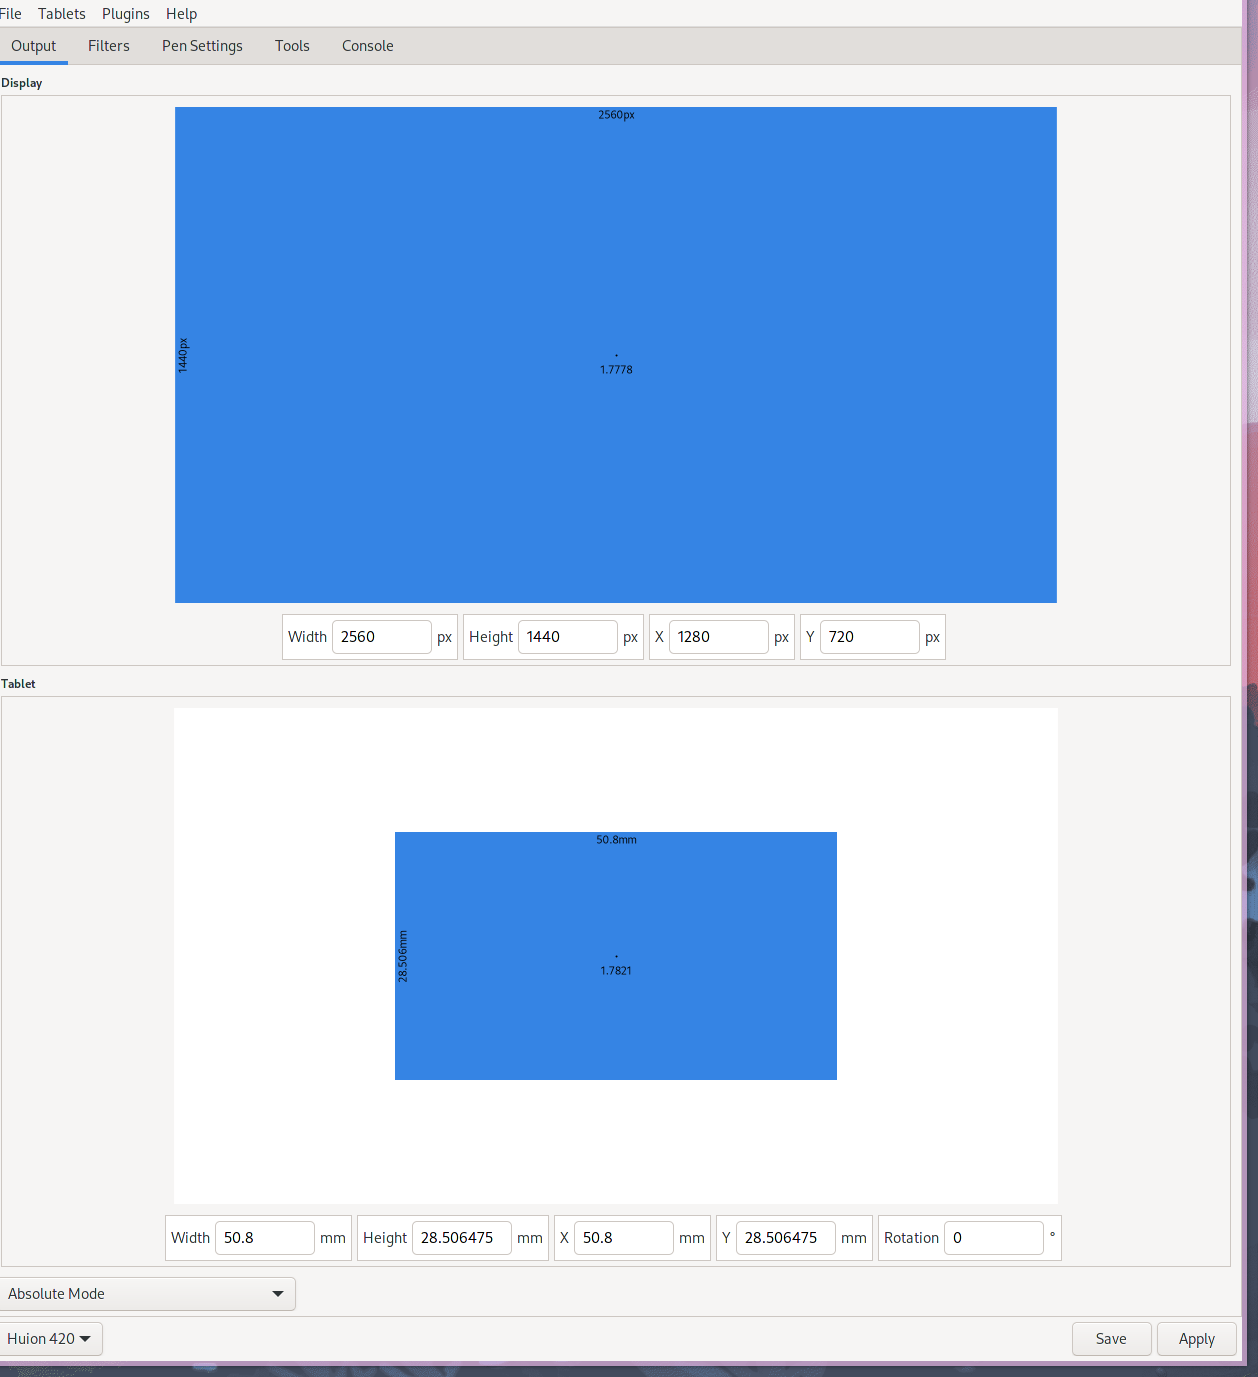 File Tablets Plugins Help
Output Filters Pen Settings Tools Console
Display
2560px
1440px
1.7778
Width 2560 px Height 1440 px X 1280 px Y 720 px
Tablet
50.8mm
28.506mm
1.7821
Width 50.8 mm Height 28.506475 mm X 50.8 mm Y 28.506475 mm Rotation 0 °
Absolute Mode
Huion 420 Save Apply